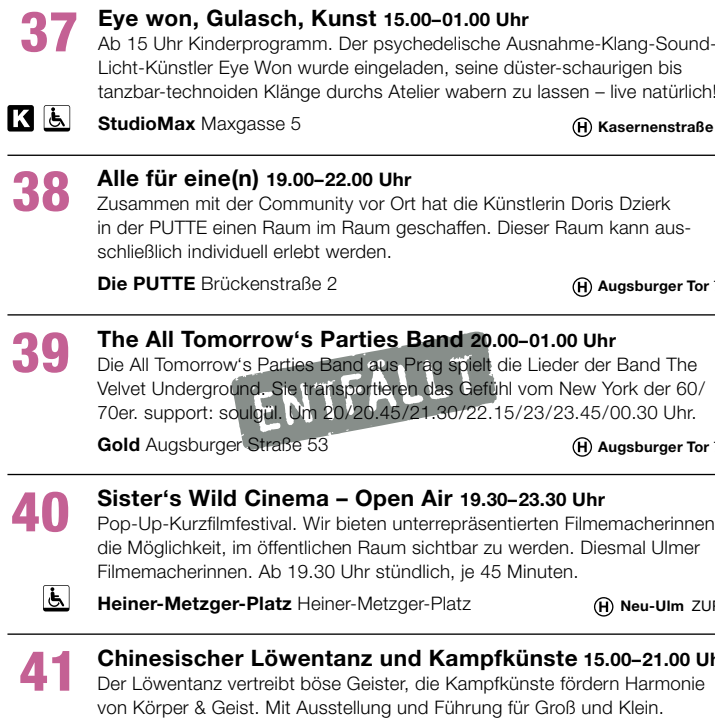 37
Eye won, Gulasch, Kunst 15.00–01.00 Uhr
Ab 15 Uhr Kinderprogramm. Der psychedelische Ausnahme-Klang-Sound-
Licht-Künstler Eye Won wurde eingeladen, seine düster-schaurigen bis
tanzbar-technoiden Klänge durchs Atelier wabern zu lassen – live natürlich!
K
StudioMax Maxgasse 5 H Kasernenstraße
38
Alle für eine(n) 19.00–22.00 Uhr
Zusammen mit der Community vor Ort hat die Künstlerin Doris Dzierk
in der PUTTE einen Raum im Raum geschaffen. Dieser Raum kann aus-
schließlich individuell erlebt werden.
Die PUTTE Brückenstraße 2 H Augsburger Tor
39
The All Tomorrow‘s Parties Band 20.00–01.00 Uhr
Die All Tomorrow‘s Parties Band aus Prag spielt die Lieder der Band The
Velvet Underground. Sie transportieren das Gefühl vom New York der 60/
70er. support: soulgül. Um 20/20.45/21.30/22.15/23/23.45/00.30 Uhr.
ENTFÄLLT
Gold Augsburger Straße 53 H Augsburger Tor
40
Sister‘s Wild Cinema – Open Air 19.30–23.30 Uhr
Pop-Up-Kurzfilmfestival. Wir bieten unterrepräsentierten Filmemacherinnen
die Möglichkeit, im öffentlichen Raum sichtbar zu werden. Diesmal Ulmer
Filmemacherinnen. Ab 19.30 Uhr stündlich, je 45 Minuten.
Heiner-Metzger-Platz Heiner-Metzger-Platz H Neu-Ulm
41
Chinesischer Löwentanz und Kampfkünste 15.00–21.00
Der Löwentanz vertreibt böse Geister, die Kampfkünste fördern Harmonie
von Körper & Geist. Mit Ausstellung und Führung für Groß und Klein.